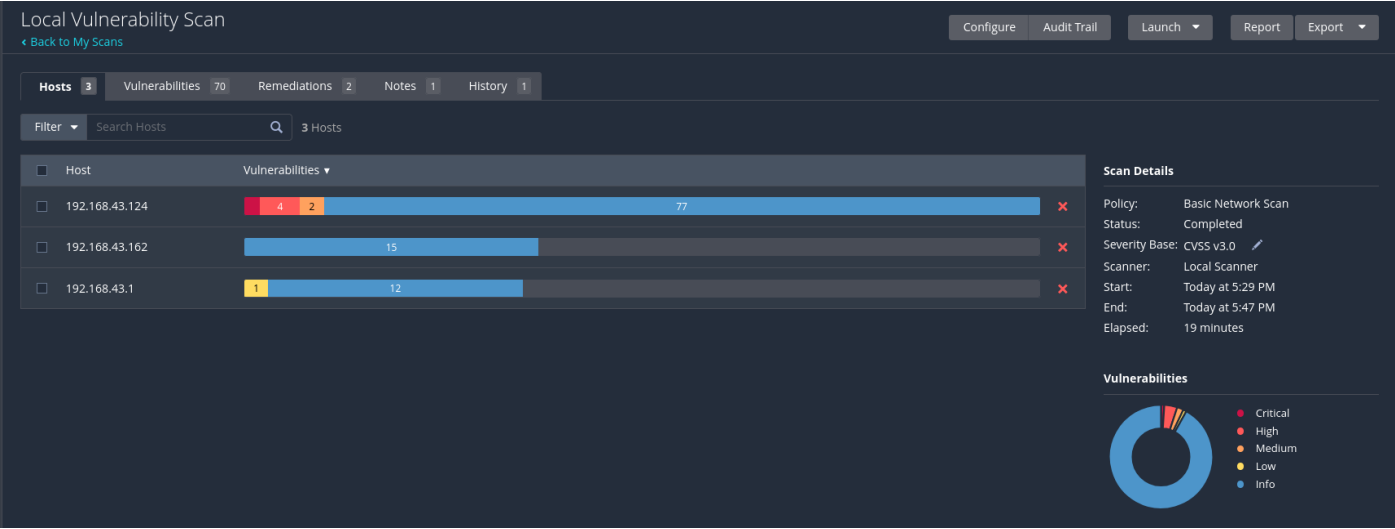 Local Vulnerability Scan
‹ Back to My Scans
Configure Audit Trail Launch Report Export
Hosts 3 Vulnerabilities 70 Remediations 2 Notes 1 History 1
Filter Search Hosts 3 Hosts
Host Vulnerabilities
192.168.43.124 4 2 77
192.168.43.162 15
192.168.43.1 1 12
Scan Details
Policy: Basic Network Scan
Status: Completed
Severity Base: CVSS v3.0
Scanner: Local Scanner
Start: Today at 5:29 PM
End: Today at 5:47 PM
Elapsed: 19 minutes
Vulnerabilities
Critical
High
Medium
Low
Info